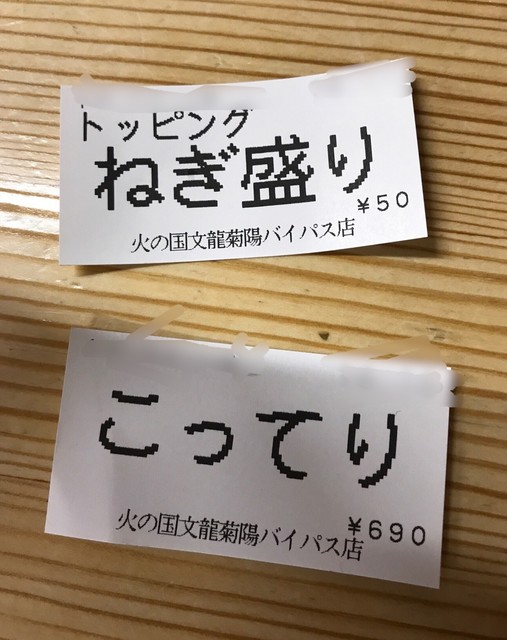 トッピング
ねぎ盛り
¥50
火の国文龍菊陽バイパス店
こってり
¥690
火の国文龍菊陽バイパス店